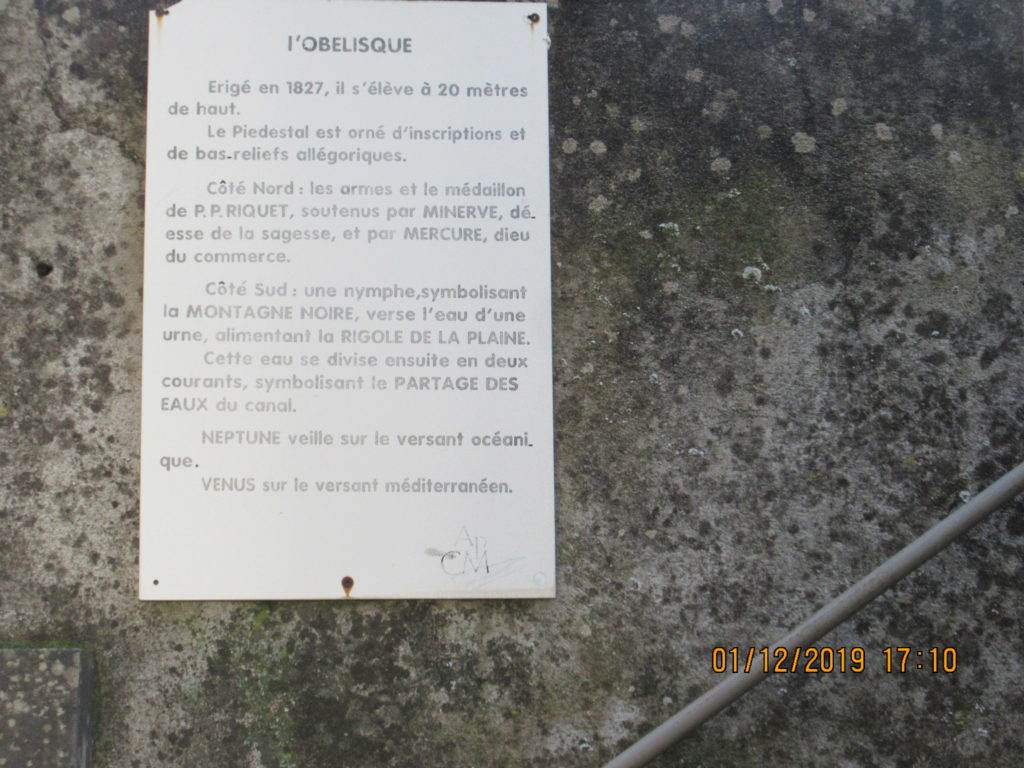 l'OBELISQUE
Erigé en 1827, il s'élève à 20 mètres
de haut.
Le Piedestal est orné d'inscriptions et
de bas-reliefs allégoriques.
Côté Nord : les armes et le médaillon
de P.P. RIQUET, soutenus par MINERVE, dé-
esse de la sagesse, et par MERCURE, dieu
du commerce.
Côté Sud : une nymphe,symbolisant
la MONTAGNE NOIRE, verse l'eau d'une
urne, alimentant la RIGOLE DE LA PLAINE.
Cette eau se divise ensuite en deux
courants, symbolisant le PARTAGE DES
EAUX du canal.
NEPTUNE veille sur le versant océani-
que.
VENUS sur le versant méditerranéen.
01/12/2019 17:10